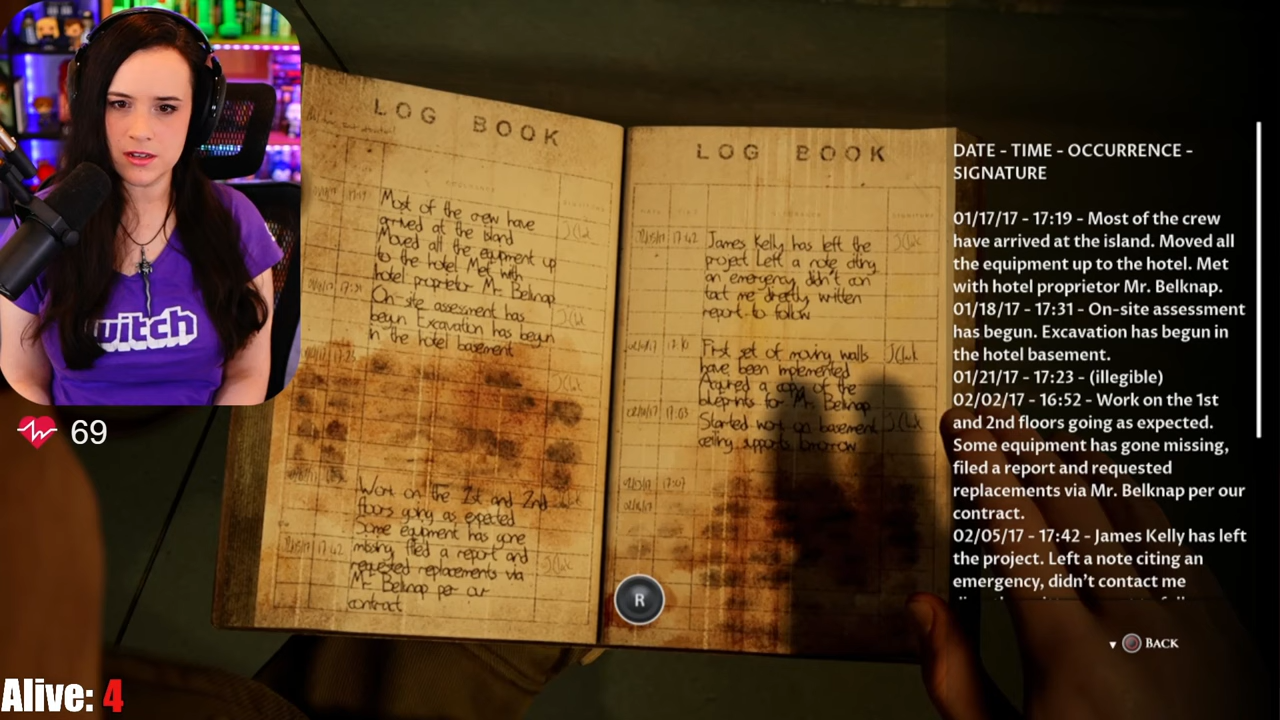 LOG BOOK
Most of the crew have
arrived at the island
Moved all the equipment up
to the hotel Met with
hotel proprietor Mr. Belknap
On-site assessment has
begun Excavation has begun
in the hotel basement
Work on the 1st and 2nd
floors going as expected
Some equipment has gone
missing filed a report and
requested replacements via
Mr. Belknap per our
contract
LOG BOOK
James Kelly has left the
project Left a note citing
an emergency, didn't con
tact me directly written
report to follow
First set of moving walls
have been implemented
Aquired a copy of the
blueprints for Mr. Belknap
Started work on basement
ceiling supports tomorrow
DATE - TIME - OCCURRENCE -
SIGNATURE
01/17/17 - 17:19 - Most of the crew
have arrived at the island. Moved all
the equipment up to the hotel. Met
with hotel proprietor Mr. Belknap.
01/18/17 - 17:31 - On-site assessment
has begun. Excavation has begun in
the hotel basement.
01/21/17 - 17:23 - (illegible)
02/02/17 - 16:52 - Work on the 1st
and 2nd floors going as expected.
Some equipment has gone missing,
filed a report and requested
replacements via Mr. Belknap per our
contract.
02/05/17 - 17:42 - James Kelly has left
the project. Left a note citing an
emergency, didn't contact me
R
BACK
twitch
69
Alive: 4